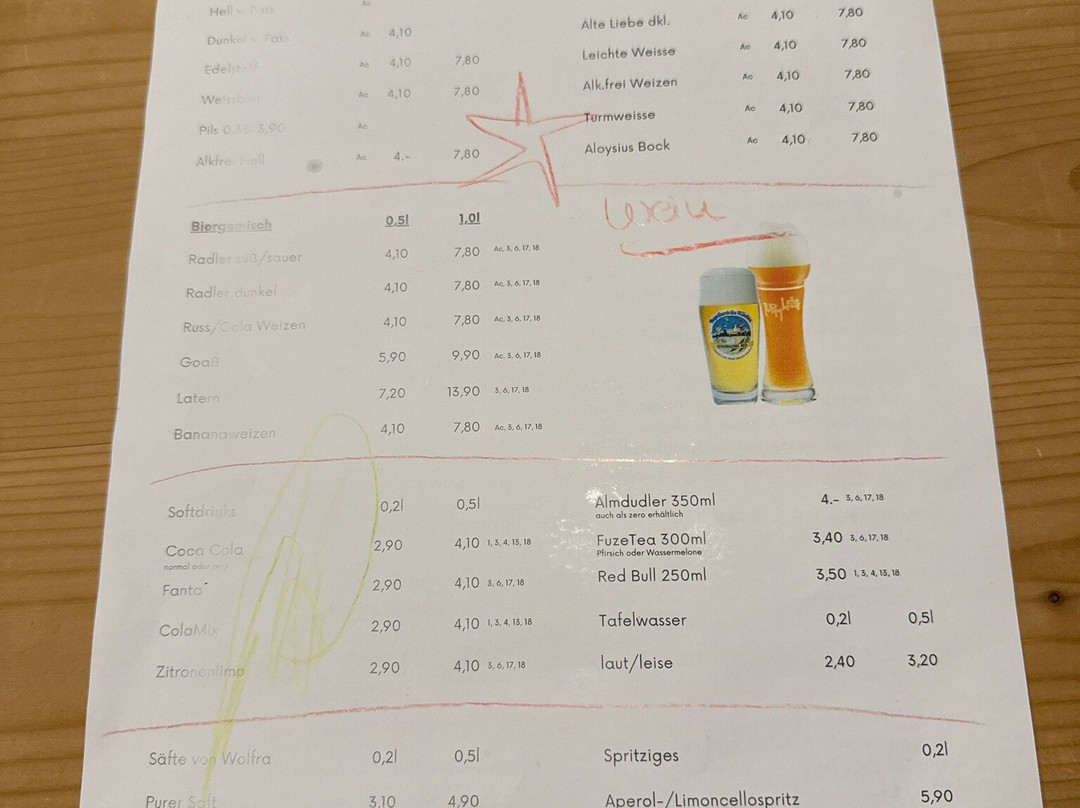 Hell v. Fass Ac
Dunkel v. Fass Ac 4,10
Edelstoff Ac 4,10 7,80
Weissbier Ac 4,10 7,80
Pils 0,33l 3,90 Ac
Alkfrei Hell Ac 4.- 7,80
Alte Liebe dkl. Ac 4,10 7,80
Leichte Weisse Ac 4,10 7,80
Alk.frei Weizen Ac 4,10 7,80
Turmweisse Ac 4,10 7,80
Aloysius Bock Ac 4,10 7,80
Biergemisch 0,5l 1,0l
Radler süß/sauer 4,10 7,80 Ac, 3, 6, 17, 18
Radler dunkel 4,10 7,80 Ac, 3, 6, 17, 18
Russ/Cola Weizen 4,10 7,80 Ac, 3, 6, 17, 18
Goaß 5,90 9,90 Ac, 3, 6, 17, 18
Latern 7,20 13,90 3, 6, 17, 18
Bananaweizen 4,10 7,80 Ac, 3, 6, 17, 18
Softdrinks 0,2l 0,5l
Coca Cola 2,90 4,10 1, 3, 4, 13, 18
normal oder zero
Fanta 2,90 4,10 3, 6, 17, 18
ColaMix 2,90 4,10 1, 3, 4, 13, 18
Zitronenlimo 2,90 4,10 3, 6, 17, 18
Almdudler 350ml 4.- 3, 6, 17, 18
auch als zero erhältlich
FuzeTea 300ml 3,40 3, 6, 17, 18
Pfirsich oder Wassermelone
Red Bull 250ml 3,50 1, 3, 4, 13, 18
Tafelwasser 0,2l 0,5l
laut/leise 2,40 3,20
Säfte von Wolfra 0,2l 0,5l
Purer Saft 3,10 4,90
Spritziges 0,2l
Aperol-/Limoncellospritz 5,90